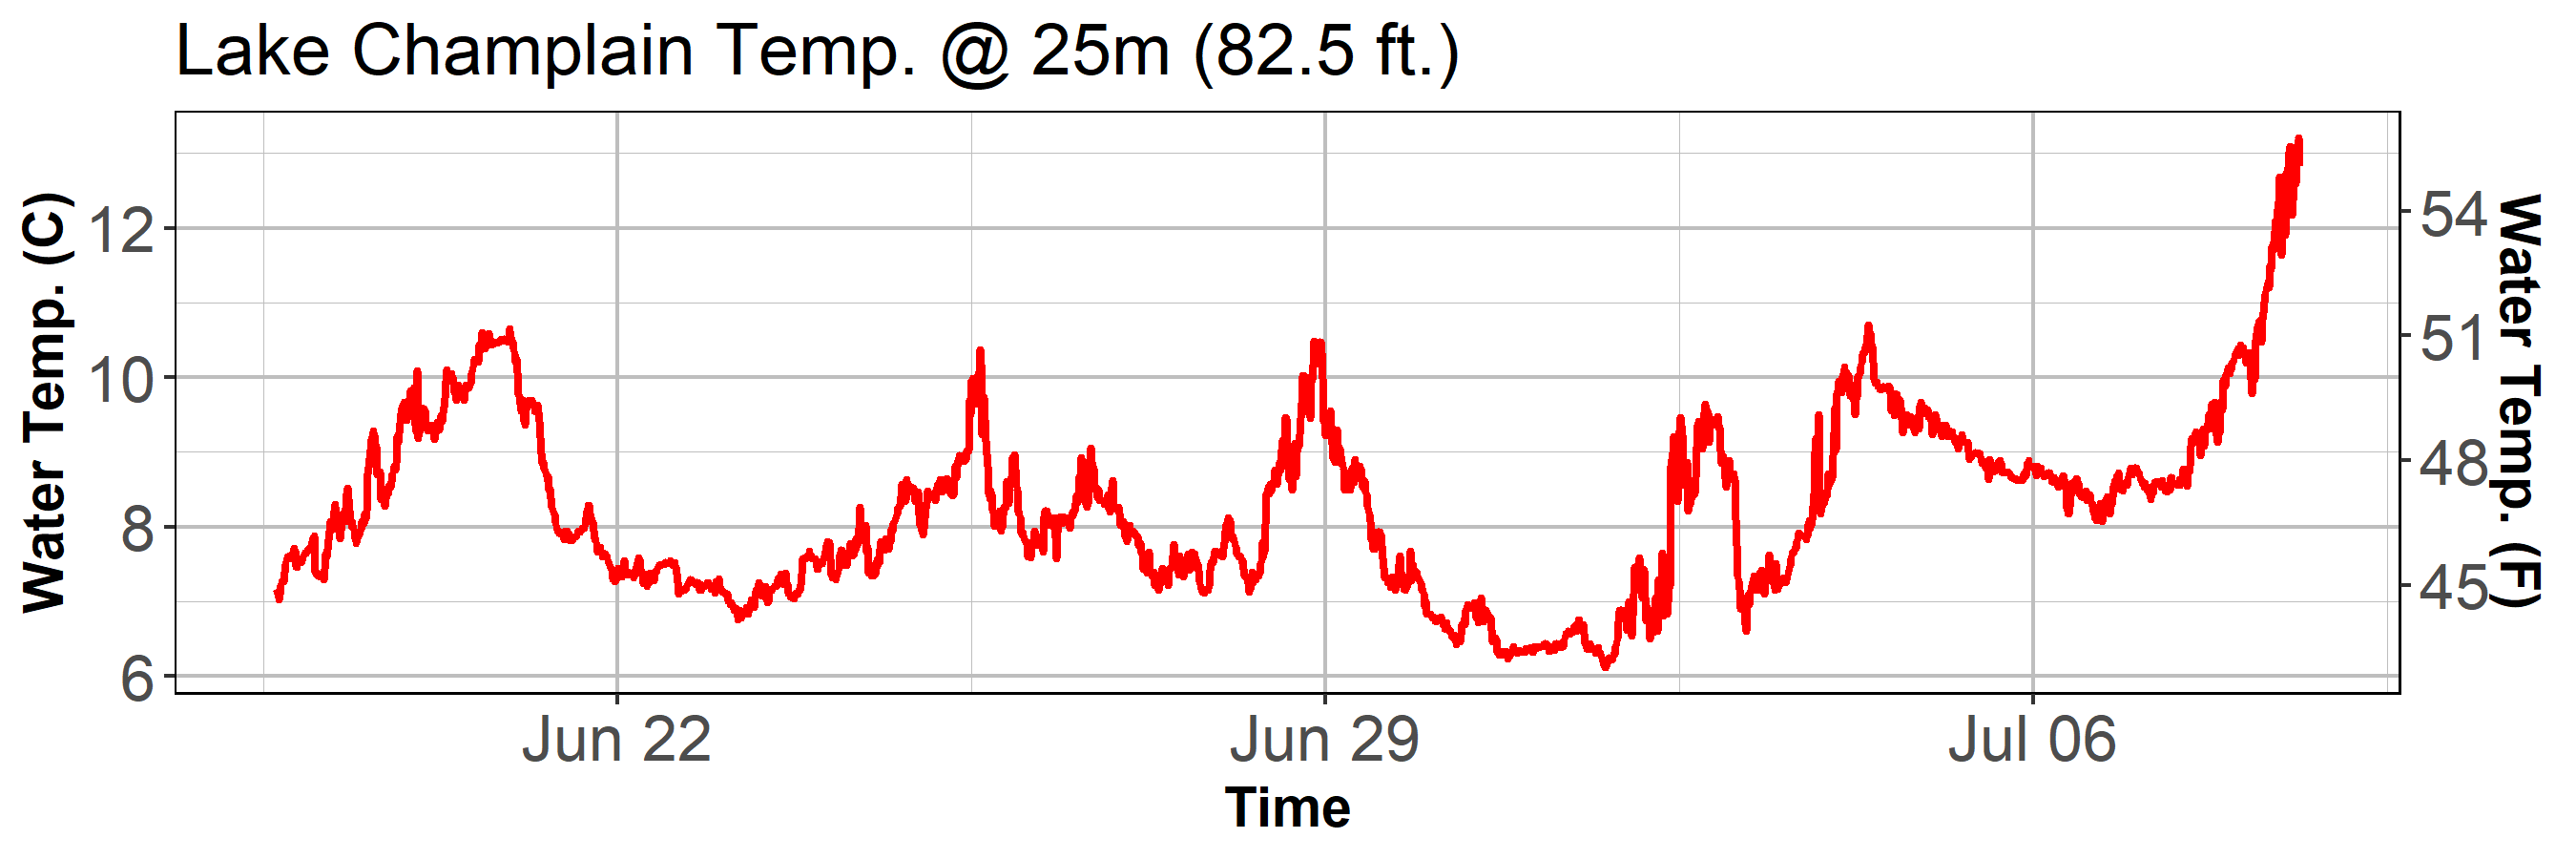 Lake Champlain Temp. @ 25m (82.5 ft.)
Water Temp. (C)
12
10
8
6
54
51
48
45
Water Temp. (F)
Jun 22
Jun 29
Jul 06
Time